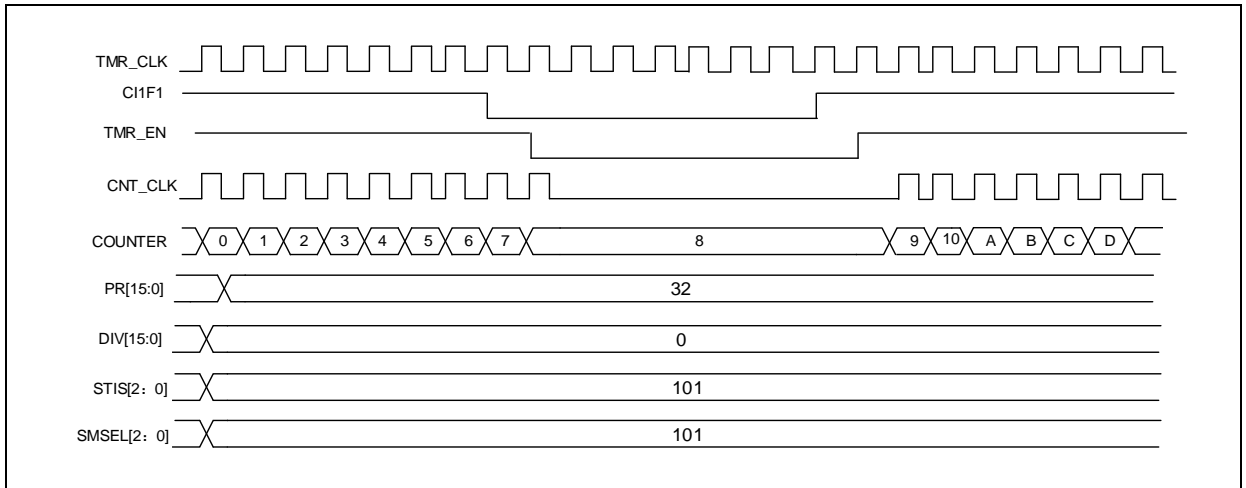 TMR_CLK
CI1F1
TMR_EN
CNT_CLK
COUNTER 0 1 2 3 4 5 6 7 8 9 10 A B C D
PR[15:0] 32
DIV[15:0] 0
STIS[2：0] 101
SMSEL[2：0] 101